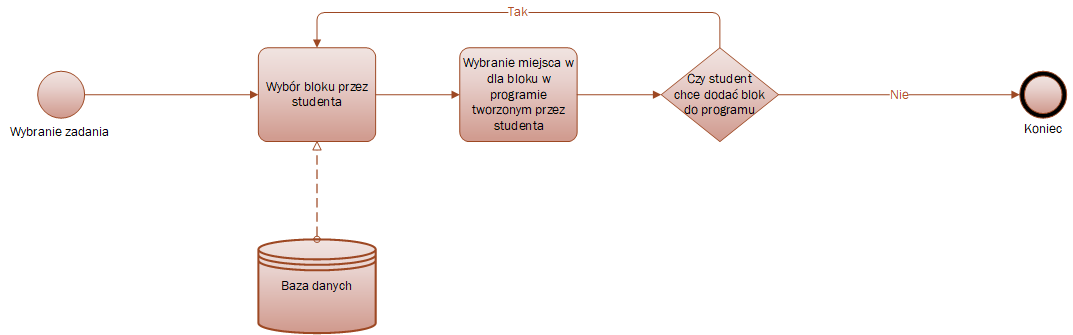 Tak
Wybranie zadania
Wybór bloku przez
studenta
Wybranie miejsca w
dla bloku w
programie
tworzonym przez
studenta
Czy student
chce dodać blok
do programu
Nie
Koniec
Baza danych